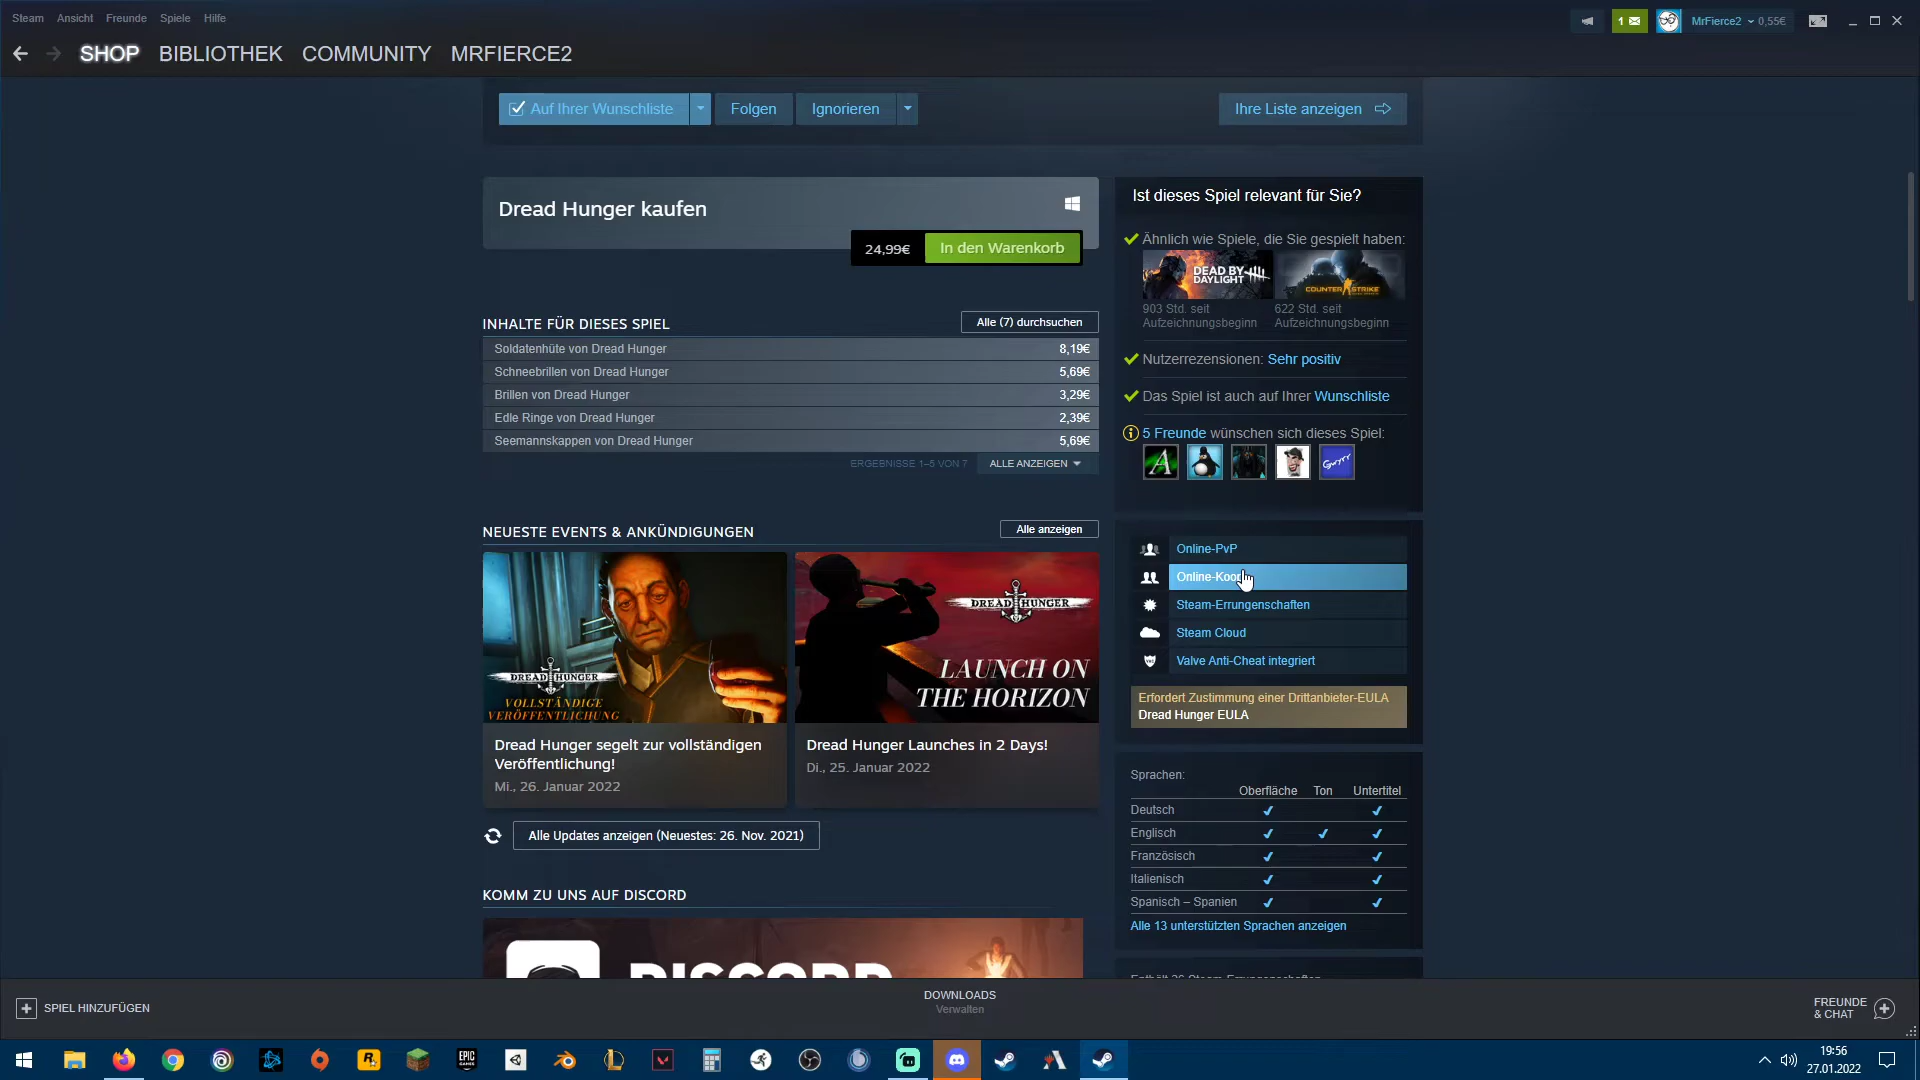 Steam Ansicht Freunde Spiele Hilfe
1
MrFierce2 0,55€
SHOP BIBLIOTHEK COMMUNITY MRFIERCE2
Auf Ihrer Wunschliste
Folgen
Ignorieren
Ihre Liste anzeigen
Dread Hunger kaufen
24,99€
In den Warenkorb
INHALTE FÜR DIESES SPIEL
Alle (7) durchsuchen
Soldatenhüte von Dread Hunger 8,19€
Schneebrillen von Dread Hunger 5,69€
Brillen von Dread Hunger 3,29€
Edle Ringe von Dread Hunger 2,39€
Seemannskappen von Dread Hunger 5,69€
ERGEBNISSE 1–5 VON 7
ALLE ANZEIGEN
NEUESTE EVENTS & ANKÜNDIGUNGEN
Alle anzeigen
DREAD HUNGER
VOLLSTÄNDIGE
VERÖFFENTLICHUNG
Dread Hunger segelt zur vollständigen
Veröffentlichung!
Mi., 26. Januar 2022
DREAD HUNGER
LAUNCH ON
THE HORIZON
Dread Hunger Launches in 2 Days!
Di., 25. Januar 2022
Alle Updates anzeigen (Neuestes: 26. Nov. 2021)
KOMM ZU UNS AUF DISCORD
DISCORD
Ist dieses Spiel relevant für Sie?
Ähnlich wie Spiele, die Sie gespielt haben:
DEAD BY
DAYLIGHT
COUNTER STRIKE
903 Std. seit
Aufzeichnungsbeginn
622 Std. seit
Aufzeichnungsbeginn
Nutzerrezensionen: Sehr positiv
Das Spiel ist auch auf Ihrer Wunschliste
5 Freunde wünschen sich dieses Spiel:
A
Gurrr
Online-PvP
Steam-Errungenschaften
Steam Cloud
Valve Anti-Cheat integriert
Erfordert Zustimmung einer Drittanbieter-EULA
Dread Hunger EULA
Sprachen:
Oberfläche Ton Untertitel
Deutsch ✔ ✔
Englisch ✔ ✔ ✔
Französisch ✔ ✔
Italienisch ✔ ✔
Spanisch – Spanien ✔ ✔
Alle 13 unterstützten Sprachen anzeigen
SPIEL HINZUFÜGEN
DOWNLOADS
Verwalten
FREUNDE
& CHAT
EPIC
GAMES
19:56
27.01.2022